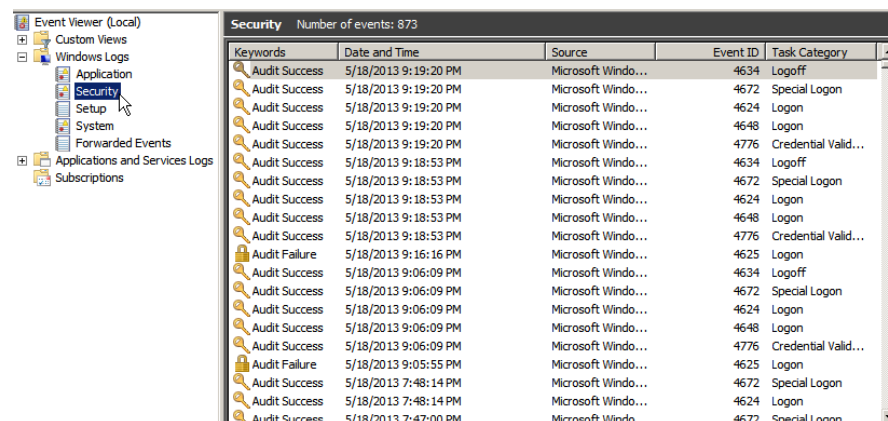 Event Viewer (Local)
Custom Views
Windows Logs
Application
Security
Setup
System
Forwarded Events
Applications and Services Logs
Subscriptions
Security Number of events: 873
Keywords Date and Time Source Event ID Task Category
Audit Success 5/18/2013 9:19:20 PM Microsoft Windo... 4634 Logoff
Audit Success 5/18/2013 9:19:20 PM Microsoft Windo... 4672 Special Logon
Audit Success 5/18/2013 9:19:20 PM Microsoft Windo... 4624 Logon
Audit Success 5/18/2013 9:19:20 PM Microsoft Windo... 4648 Logon
Audit Success 5/18/2013 9:19:20 PM Microsoft Windo... 4776 Credential Valid...
Audit Success 5/18/2013 9:18:53 PM Microsoft Windo... 4634 Logoff
Audit Success 5/18/2013 9:18:53 PM Microsoft Windo... 4672 Special Logon
Audit Success 5/18/2013 9:18:53 PM Microsoft Windo... 4624 Logon
Audit Success 5/18/2013 9:18:53 PM Microsoft Windo... 4648 Logon
Audit Success 5/18/2013 9:18:53 PM Microsoft Windo... 4776 Credential Valid...
Audit Failure 5/18/2013 9:16:16 PM Microsoft Windo... 4625 Logon
Audit Success 5/18/2013 9:06:09 PM Microsoft Windo... 4634 Logoff
Audit Success 5/18/2013 9:06:09 PM Microsoft Windo... 4672 Special Logon
Audit Success 5/18/2013 9:06:09 PM Microsoft Windo... 4624 Logon
Audit Success 5/18/2013 9:06:09 PM Microsoft Windo... 4648 Logon
Audit Success 5/18/2013 9:06:09 PM Microsoft Windo... 4776 Credential Valid...
Audit Failure 5/18/2013 9:05:55 PM Microsoft Windo... 4625 Logon
Audit Success 5/18/2013 7:48:14 PM Microsoft Windo... 4672 Special Logon
Audit Success 5/18/2013 7:48:14 PM Microsoft Windo... 4624 Logon
Audit Success 5/18/2013 7:47:00 PM Microsoft Windo... 4672 Special Logon